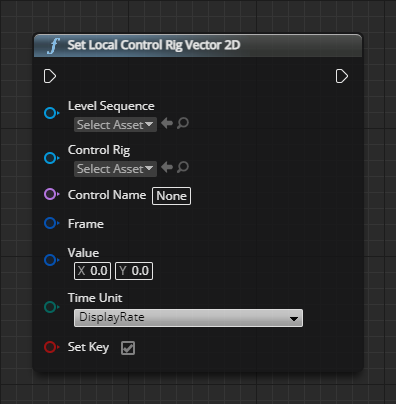 Set Local Control Rig Vector 2D
Level Sequence
Select Asset
Control Rig
Select Asset
Control Name None
Frame
Value
X 0.0 Y 0.0
Time Unit
DisplayRate
Set Key